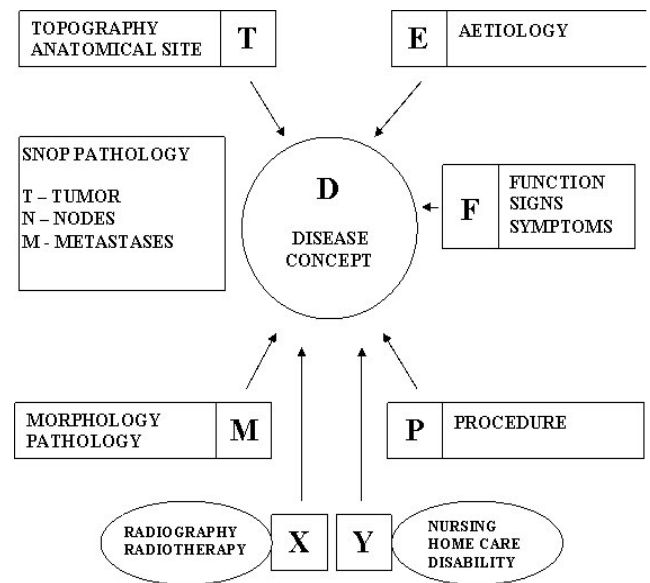 TOPOGRAPHY
ANATOMICAL SITE
T
E
AETIOLOGY
SNOP PATHOLOGY
T – TUMOR
N – NODES
M - METASTASES
D
DISEASE
CONCEPT
F
FUNCTION
SIGNS
SYMPTOMS
MORPHOLOGY
PATHOLOGY
M
P
PROCEDURE
RADIOGRAPHY
RADIOTHERAPY
X
Y
NURSING
HOME CARE
DISABILITY